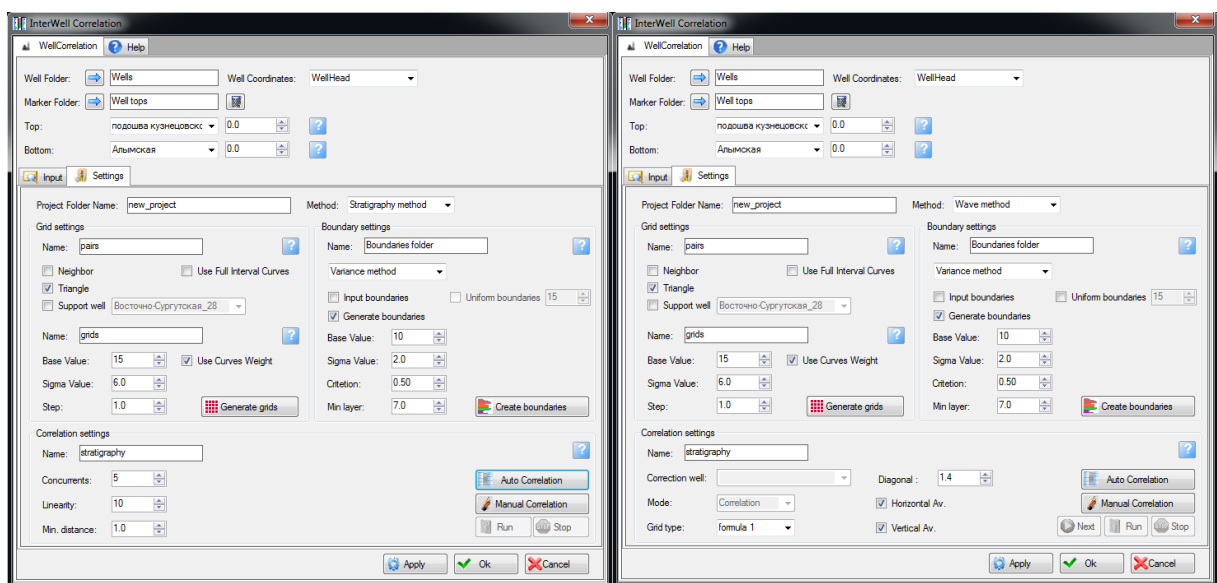 InterWell Correlation
WellCorrelation Help
Well Folder: Wells Well Coordinates: WellHead
Marker Folder: Well tops
Top: подошва кузнецовскс 0.0 ?
Bottom: Алымская 0.0 ?
Input Settings
Project Folder Name: new_project Method: Stratigraphy method
Grid settings Boundary settings
Name: pairs ? Name: Boundaries folder ?
Neighbor Use Full Interval Curves Variance method
Triangle
Support well Восточно-Сургутская_28 Input boundaries Uniform boundaries 15
Generate boundaries
Name: grids ? Base Value: 10
Base Value: 15 Use Curves Weight Sigma Value: 2.0
Sigma Value: 6.0 Critetion: 0.50
Step: 1.0 Generate grids Min layer: 7.0 Create boundaries
Correlation settings
Name: stratigraphy ?
Concurrents: 5 Auto Correlation
Linearity: 10 Manual Correlation
Min. distance: 1.0 Run Stop
Apply Ok Cancel
InterWell Correlation
WellCorrelation Help
Well Folder: Wells Well Coordinates: WellHead
Marker Folder: Well tops
Top: подошва кузнецовскс 0.0 ?
Bottom: Алымская 0.0 ?
Input Settings
Project Folder Name: new_project Method: Wave method
Grid settings Boundary settings
Name: pairs ? Name: Boundaries folder ?
Neighbor Use Full Interval Curves Variance method
Triangle
Support well Восточно-Сургутская_28 Input boundaries Uniform boundaries 15
Generate boundaries
Name: grids ? Base Value: 10
Base Value: 15 Use Curves Weight Sigma Value: 2.0
Sigma Value: 6.0 Critetion: 0.50
Step: 1.0 Generate grids Min layer: 7.0 Create boundaries
Correlation settings
Name: stratigraphy ?
Correction well: Diagonal : 1.4 Auto Correlation
Mode: Correlation Horizontal Av. Manual Correlation
Grid type: formula 1 Vertical Av. Next Run Stop
Apply Ok Cancel